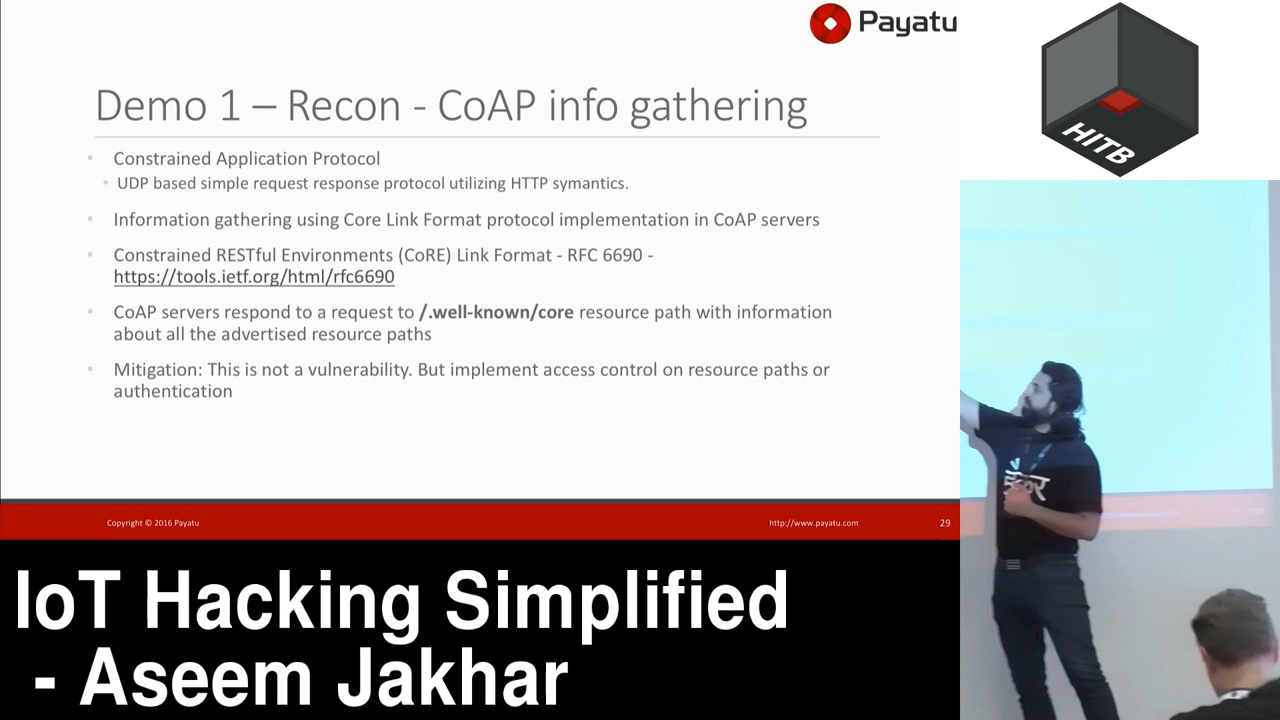 Payatu
Demo 1 – Recon - CoAP info gathering
Constrained Application Protocol
UDP based simple request response protocol utilizing HTTP symantics.
Information gathering using Core Link Format protocol implementation in CoAP servers
Constrained RESTful Environments (CoRE) Link Format - RFC 6690 -
https://tools.ietf.org/html/rfc6690
CoAP servers respond to a request to /.well-known/core resource path with information
about all the advertised resource paths
Mitigation: This is not a vulnerability. But implement access control on resource paths or
authentication
Copyright © 2016 Payatu
http://www.payatu.com
29
HITB
IoT Hacking Simplified
- Aseem Jakhar